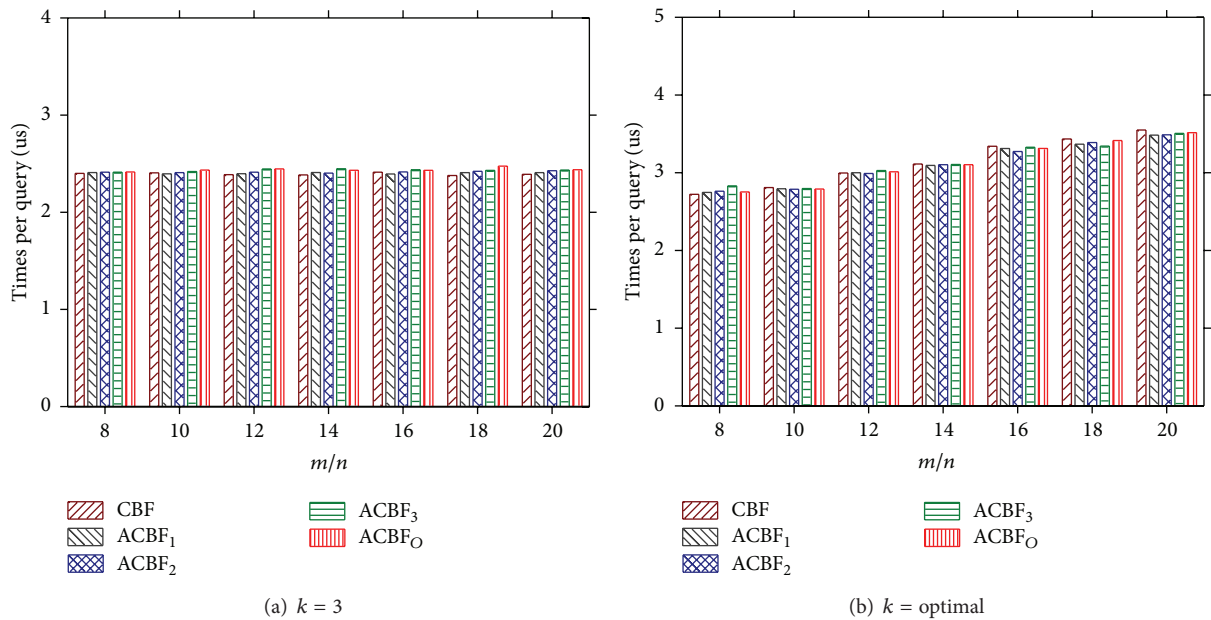 4
3
2
1
0
Times per query (us)
8 10 12 14 16 18 20
m/n
CBF
ACBF1
ACBF2
ACBF3
ACBFO
(a) k = 3
5
4
3
2
1
0
Times per query (us)
8 10 12 14 16 18 20
m/n
CBF
ACBF1
ACBF2
ACBF3
ACBFO
(b) k = optimal